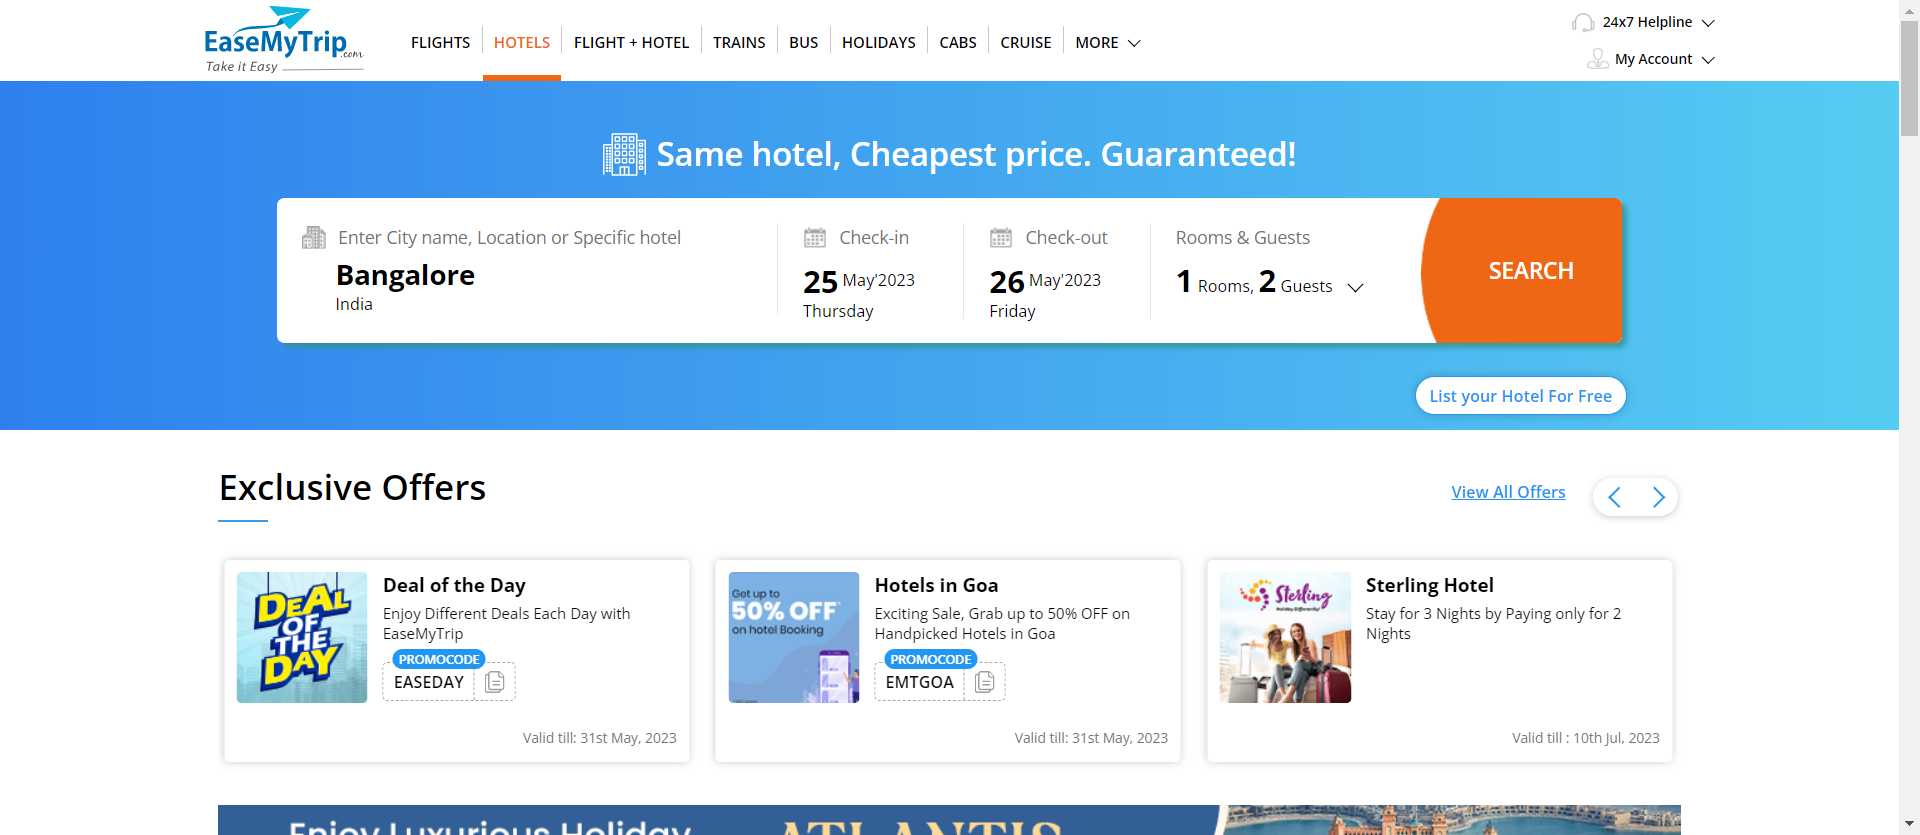 EaseMyTrip.com
Take it Easy
FLIGHTS
HOTELS
FLIGHT + HOTEL
TRAINS
BUS
HOLIDAYS
CABS
CRUISE
MORE
24x7 Helpline
My Account
Same hotel, Cheapest price. Guaranteed!
Enter City name, Location or Specific hotel
Bangalore
India
Check-in
25 May'2023
Thursday
Check-out
26 May'2023
Friday
Rooms & Guests
1 Rooms, 2 Guests
SEARCH
List your Hotel For Free
Exclusive Offers
View All Offers
DEAL
OF
THE
DAY
Deal of the Day
Enjoy Different Deals Each Day with
EaseMyTrip
PROMOCODE
EASEDAY
Valid till: 31st May, 2023
Get up to
50% OFF
on hotel Booking
Hotels in Goa
Exciting Sale, Grab up to 50% OFF on
Handpicked Hotels in Goa
PROMOCODE
EMTGOA
Valid till: 31st May, 2023
Sterling
Holiday Differently!
Sterling Hotel
Stay for 3 Nights by Paying only for 2
Nights
Valid till : 10th Jul, 2023
Enjoy Luxurious Holiday
ATLANTIS